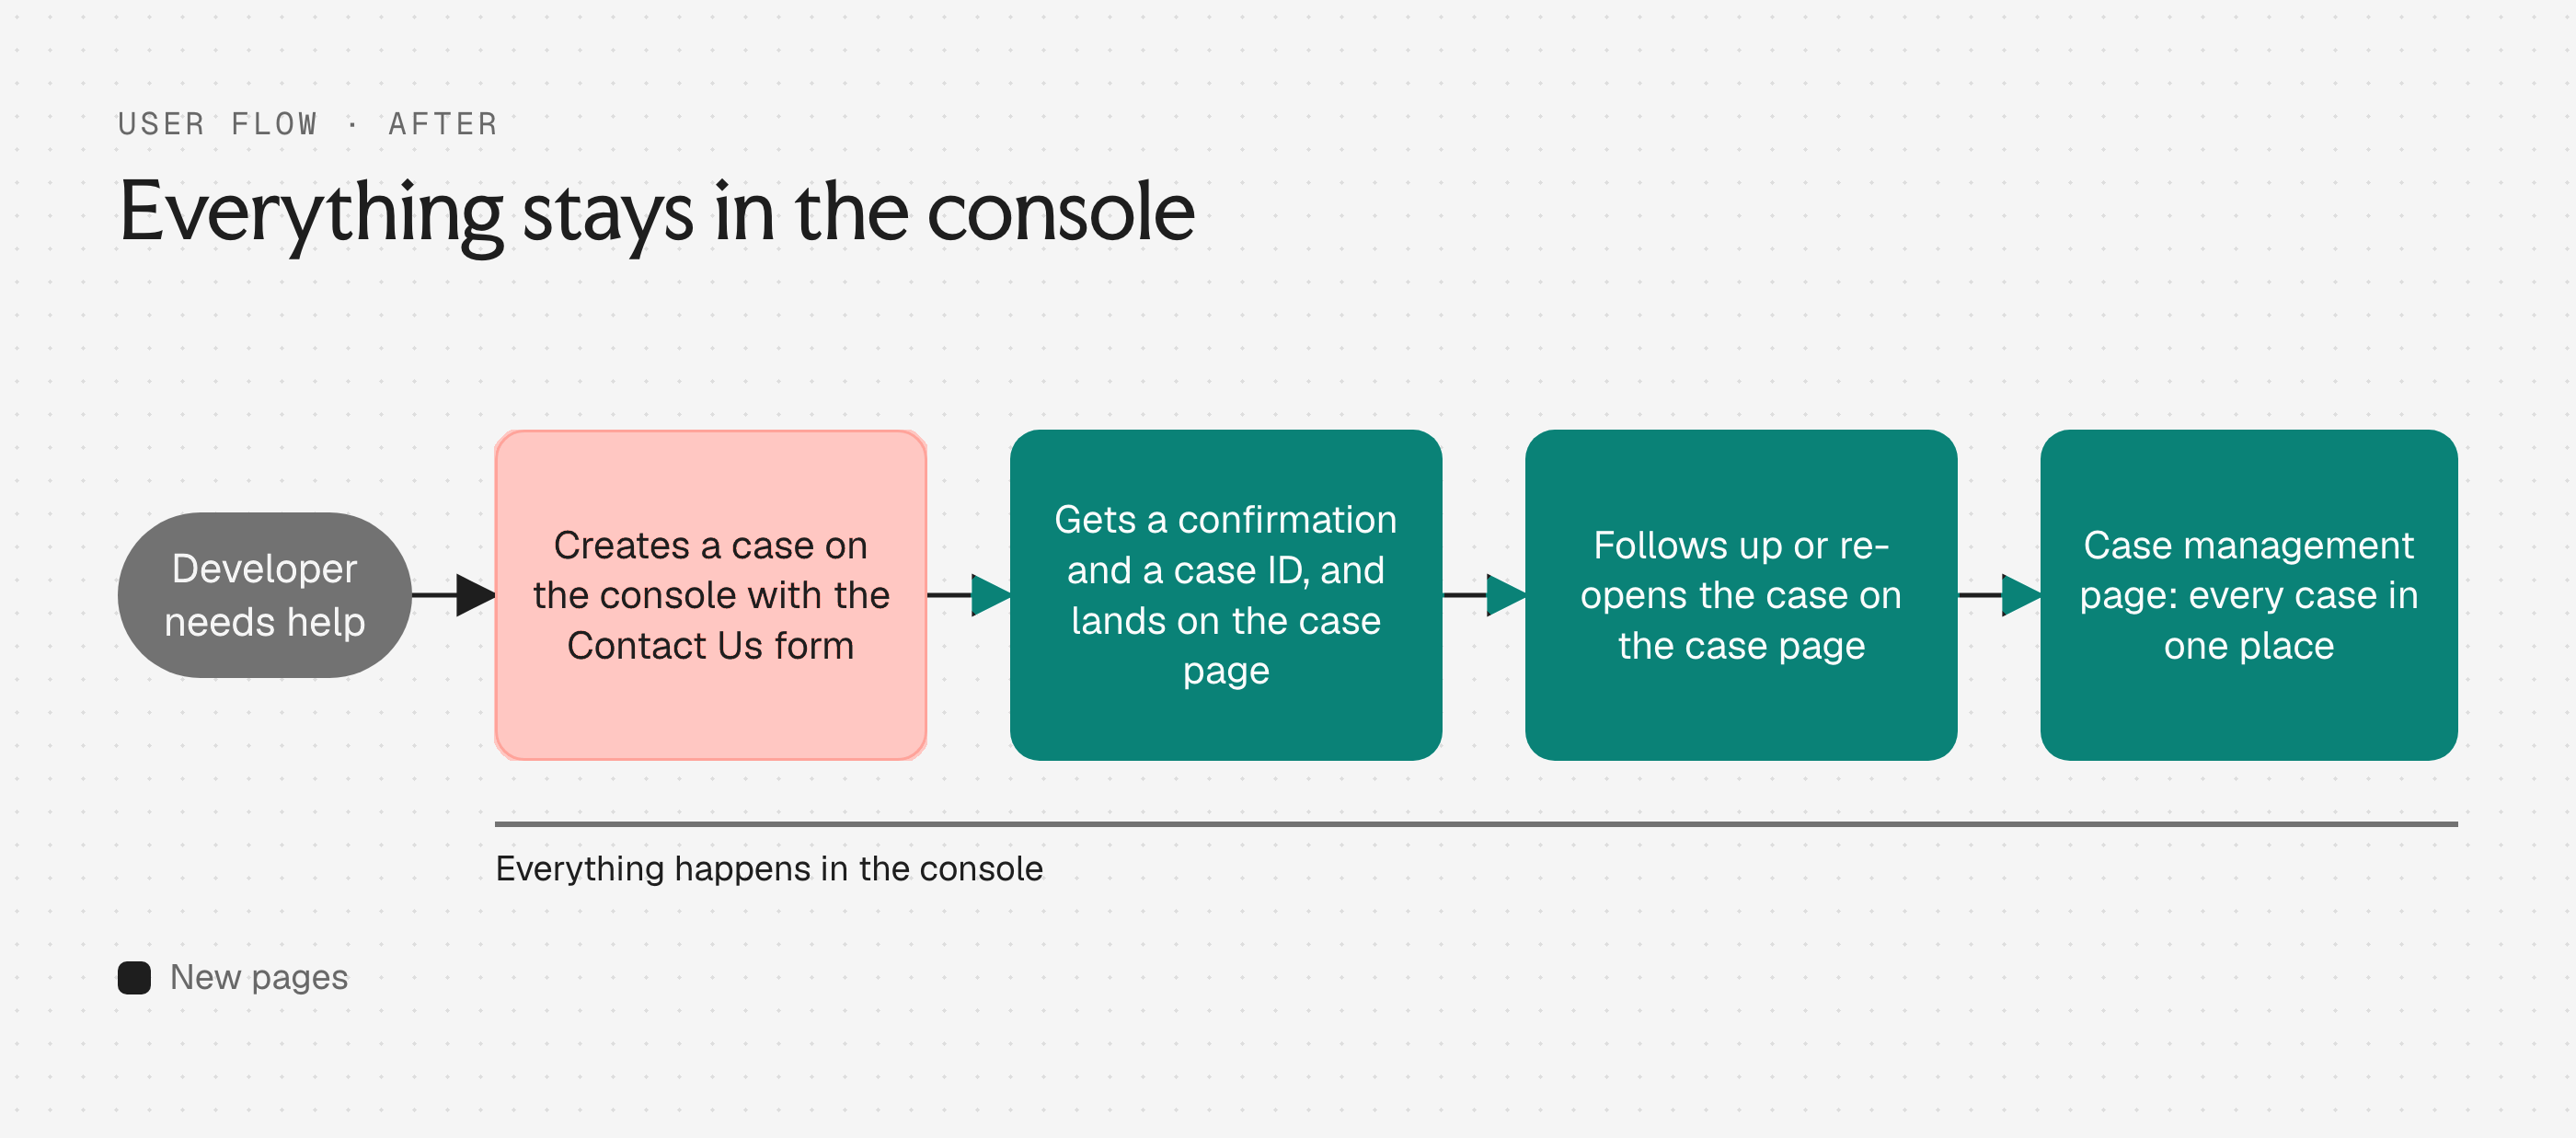 USER FLOW · AFTER
Everything stays in the console
Developer
needs help
Creates a case on
the console with the
Contact Us form
Gets a confirmation
and a case ID, and
lands on the case
page
Follows up or re-
opens the case on
the case page
Case management
page: every case in
one place
Everything happens in the console
New pages